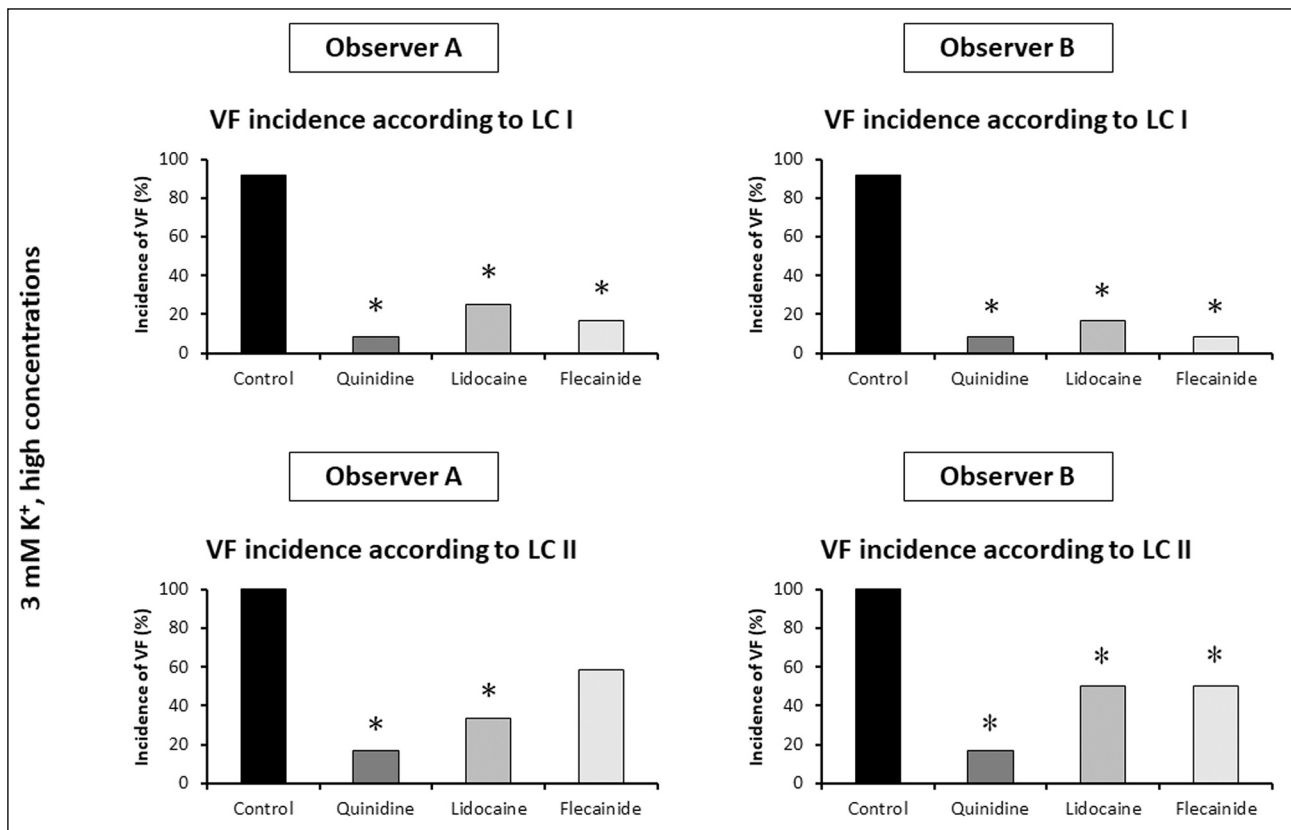 3 mM K⁺, high concentrations
Observer A
VF incidence according to LC I
Incidence of VF (%)
100
80
60
40
20
0
*
*
*
Control Quinidine Lidocaine Flecainide
Observer B
VF incidence according to LC I
Incidence of VF (%)
100
80
60
40
20
0
*
*
*
Control Quinidine Lidocaine Flecainide
Observer A
VF incidence according to LC II
Incidence of VF (%)
100
80
60
40
20
0
*
*
Control Quinidine Lidocaine Flecainide
Observer B
VF incidence according to LC II
Incidence of VF (%)
100
80
60
40
20
0
*
*
*
Control Quinidine Lidocaine Flecainide